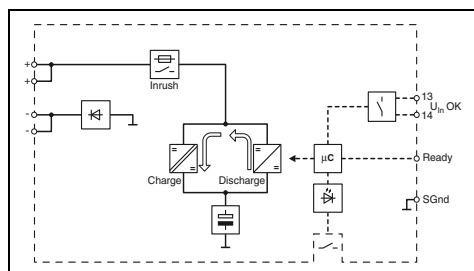 +
+
Inrush
-
-
13
U_In OK
14
µC
Ready
Charge
Discharge
SGnd